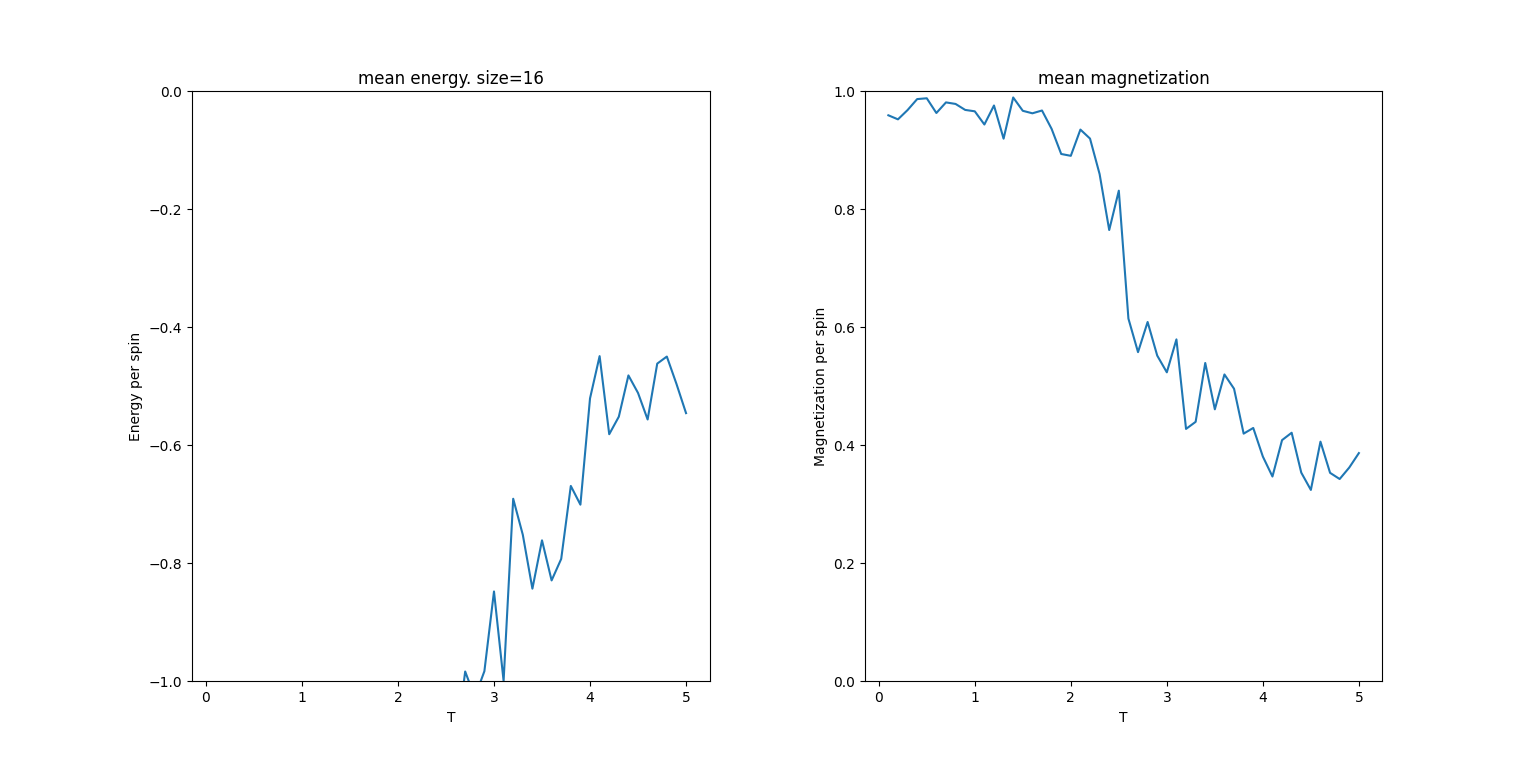 mean energy. size=16
0.0
−0.2
−0.4
−0.6
−0.8
−1.0
Energy per spin
0 1 2 3 4 5
T
mean magnetization
1.0
0.8
0.6
0.4
0.2
0.0
Magnetization per spin
0 1 2 3 4 5
T